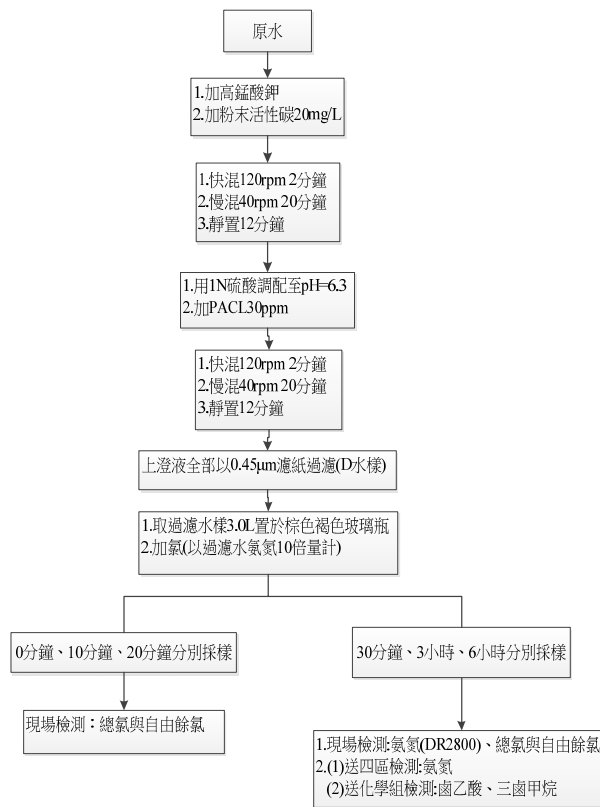 原水
1.加高錳酸鉀
2.加粉末活性碳20mg/L
1.快混120rpm 2分鐘
2.慢混40rpm 20分鐘
3.靜置12分鐘
1.用1N硫酸調配至pH=6.3
2.加PACL30ppm
1.快混120rpm 2分鐘
2.慢混40rpm 20分鐘
3.靜置12分鐘
上澄液全部以0.45μm濾紙過濾(D水樣)
1.取過濾水樣3.0L置於棕色褐色玻璃瓶
2.加氯(以過濾水氨氮10倍量計)
0分鐘、10分鐘、20分鐘分別採樣
現場檢測：總氯與自由餘氯
30分鐘、3小時、6小時分別採樣
1.現場檢測:氨氮(DR2800)、總氯與自由餘氯
2.(1)送四區檢測:氨氮
(2)送化學組檢測:鹵乙酸、三鹵甲烷